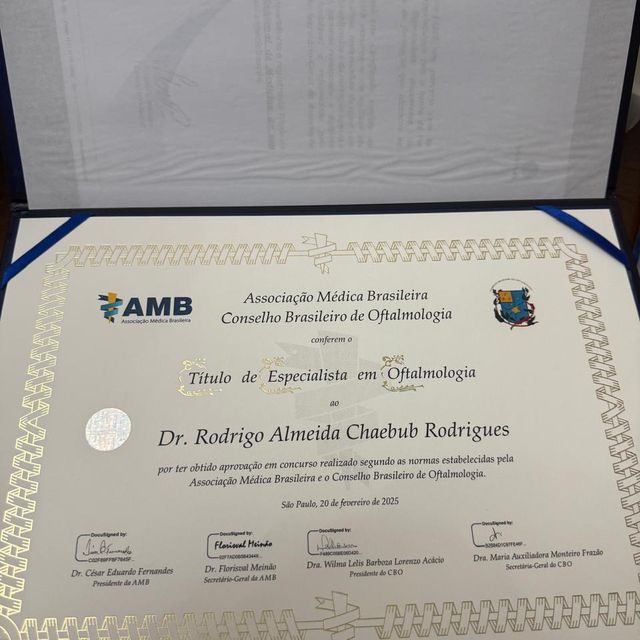 AMB
Associação Médica Brasileira
Associação Médica Brasileira
Conselho Brasileiro de Oftalmologia
conferem o
Título de Especialista em Oftalmologia
ao
Dr. Rodrigo Almeida Chaebub Rodrigues
por ter obtido aprovação em concurso realizado segundo as normas estabelecidas pela
Associação Médica Brasileira e o Conselho Brasileiro de Oftalmologia.
São Paulo, 20 de fevereiro de 2025
DocuSigned by:
Dr. César Eduardo Fernandes
Presidente da AMB
DocuSigned by:
Florisval Meinão
Dr. Florisval Meinão
Secretário-Geral da AMB
DocuSigned by:
Dra. Wilma Lelis Barboza Lorenzo Acácio
Presidente do CBO
DocuSigned by:
Dra. Maria Auxiliadora Monteiro Frazão
Secretária-Geral do CBO